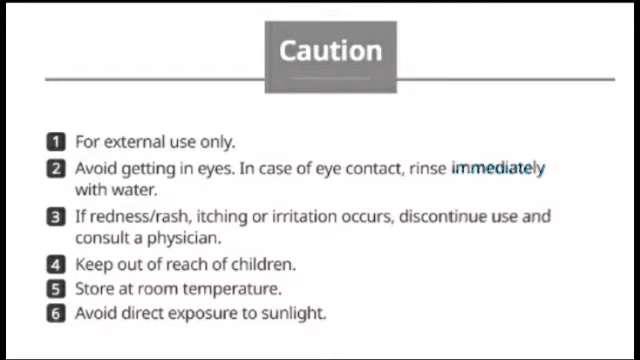 Caution
1 For external use only.
2 Avoid getting in eyes. In case of eye contact, rinse immediately
with water.
3 If redness/rash, itching or irritation occurs, discontinue use and
consult a physician.
4 Keep out of reach of children.
5 Store at room temperature.
6 Avoid direct exposure to sunlight.